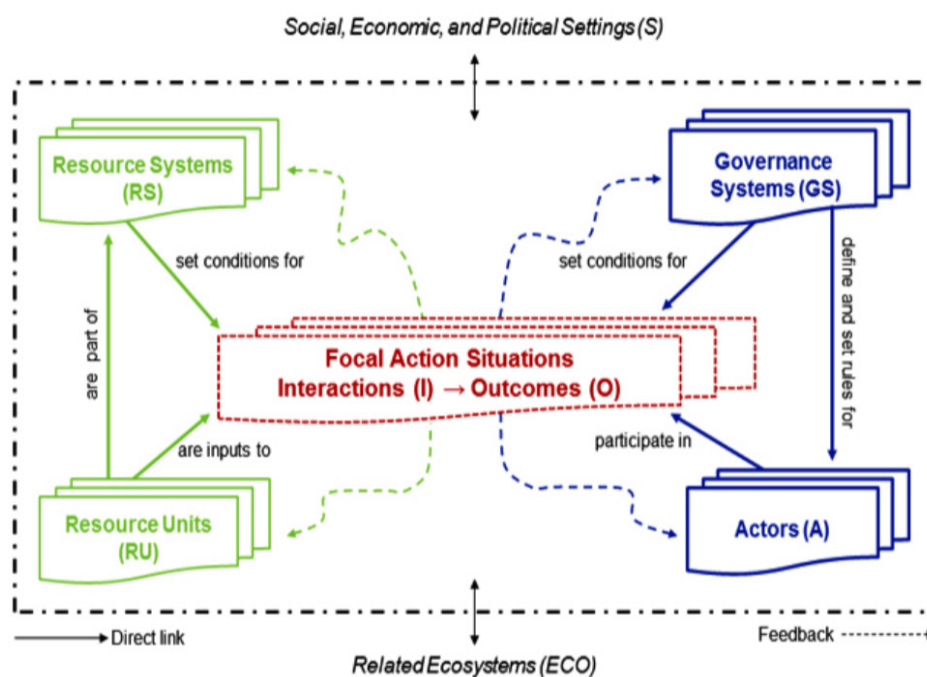 Social, Economic, and Political Settings (S)
Resource Systems
(RS)
Governance
Systems (GS)
set conditions for
set conditions for
are part of
define and set rules for
Focal Action Situations
Interactions (I) → Outcomes (O)
are inputs to
participate in
Resource Units
(RU)
Actors (A)
Direct link
Feedback
Related Ecosystems (ECO)